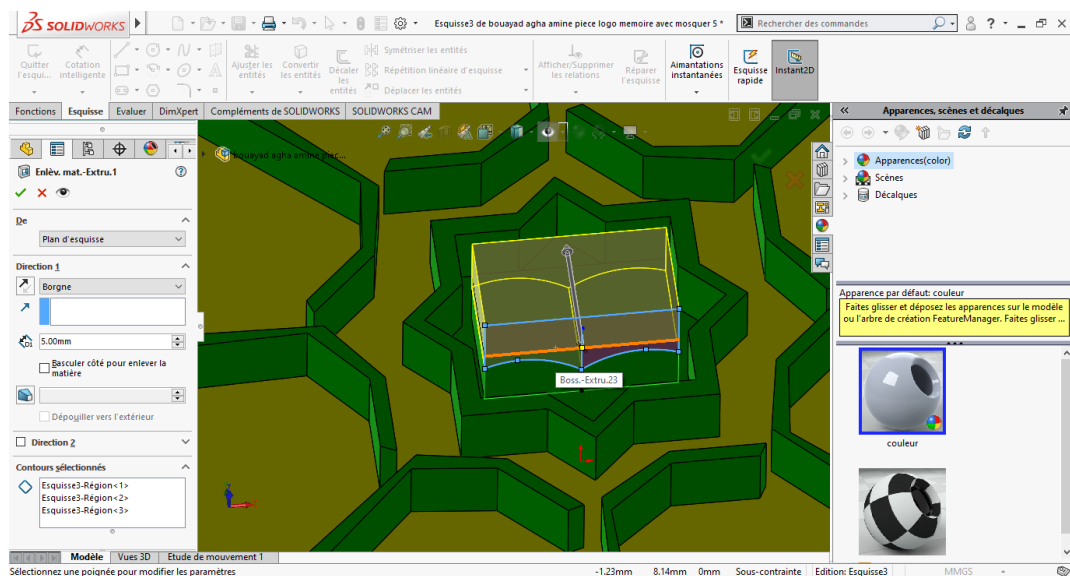 SOLIDWORKS
Esquisse3 de bouayad agha amine piece logo memoire avec mosquer 5 *
Rechercher des commandes
Quitter l'esqui...
Cotation intelligente
Ajuster les entités
Convertir les entités
Décaler les entités
Symétriser les entités
Répétition linéaire d'esquisse
Déplacer les entités
Afficher/Supprimer les relations
Réparer l'esquisse
Aimantations instantanées
Esquisse rapide
Instant2D
Fonctions Esquisse Evaluer DimXpert Compléments de SOLIDWORKS SOLIDWORKS CAM
Apparences, scènes et décalques
bouayad agha amine piec...
Enlèv. mat.-Extru.1
De
Plan d'esquisse
Direction 1
Borgne
5.00mm
Basculer côté pour enlever la
matière
Dépouiller vers l'extérieur
Direction 2
Contours sélectionnés
Esquisse3-Région<1>
Esquisse3-Région<2>
Esquisse3-Région<3>
Boss.-Extru.23
Z
Apparences(color)
Scènes
Décalques
Apparence par défaut: couleur
Faites glisser et déposez les apparences sur le modèle
ou l'arbre de création FeatureManager. Faites glisser ...
couleur
Modèle Vues 3D Etude de mouvement 1
Sélectionnez une poignée pour modifier les paramètres
-1.23mm 8.14mm 0mm Sous-contrainte Edition: Esquisse3 MMGS